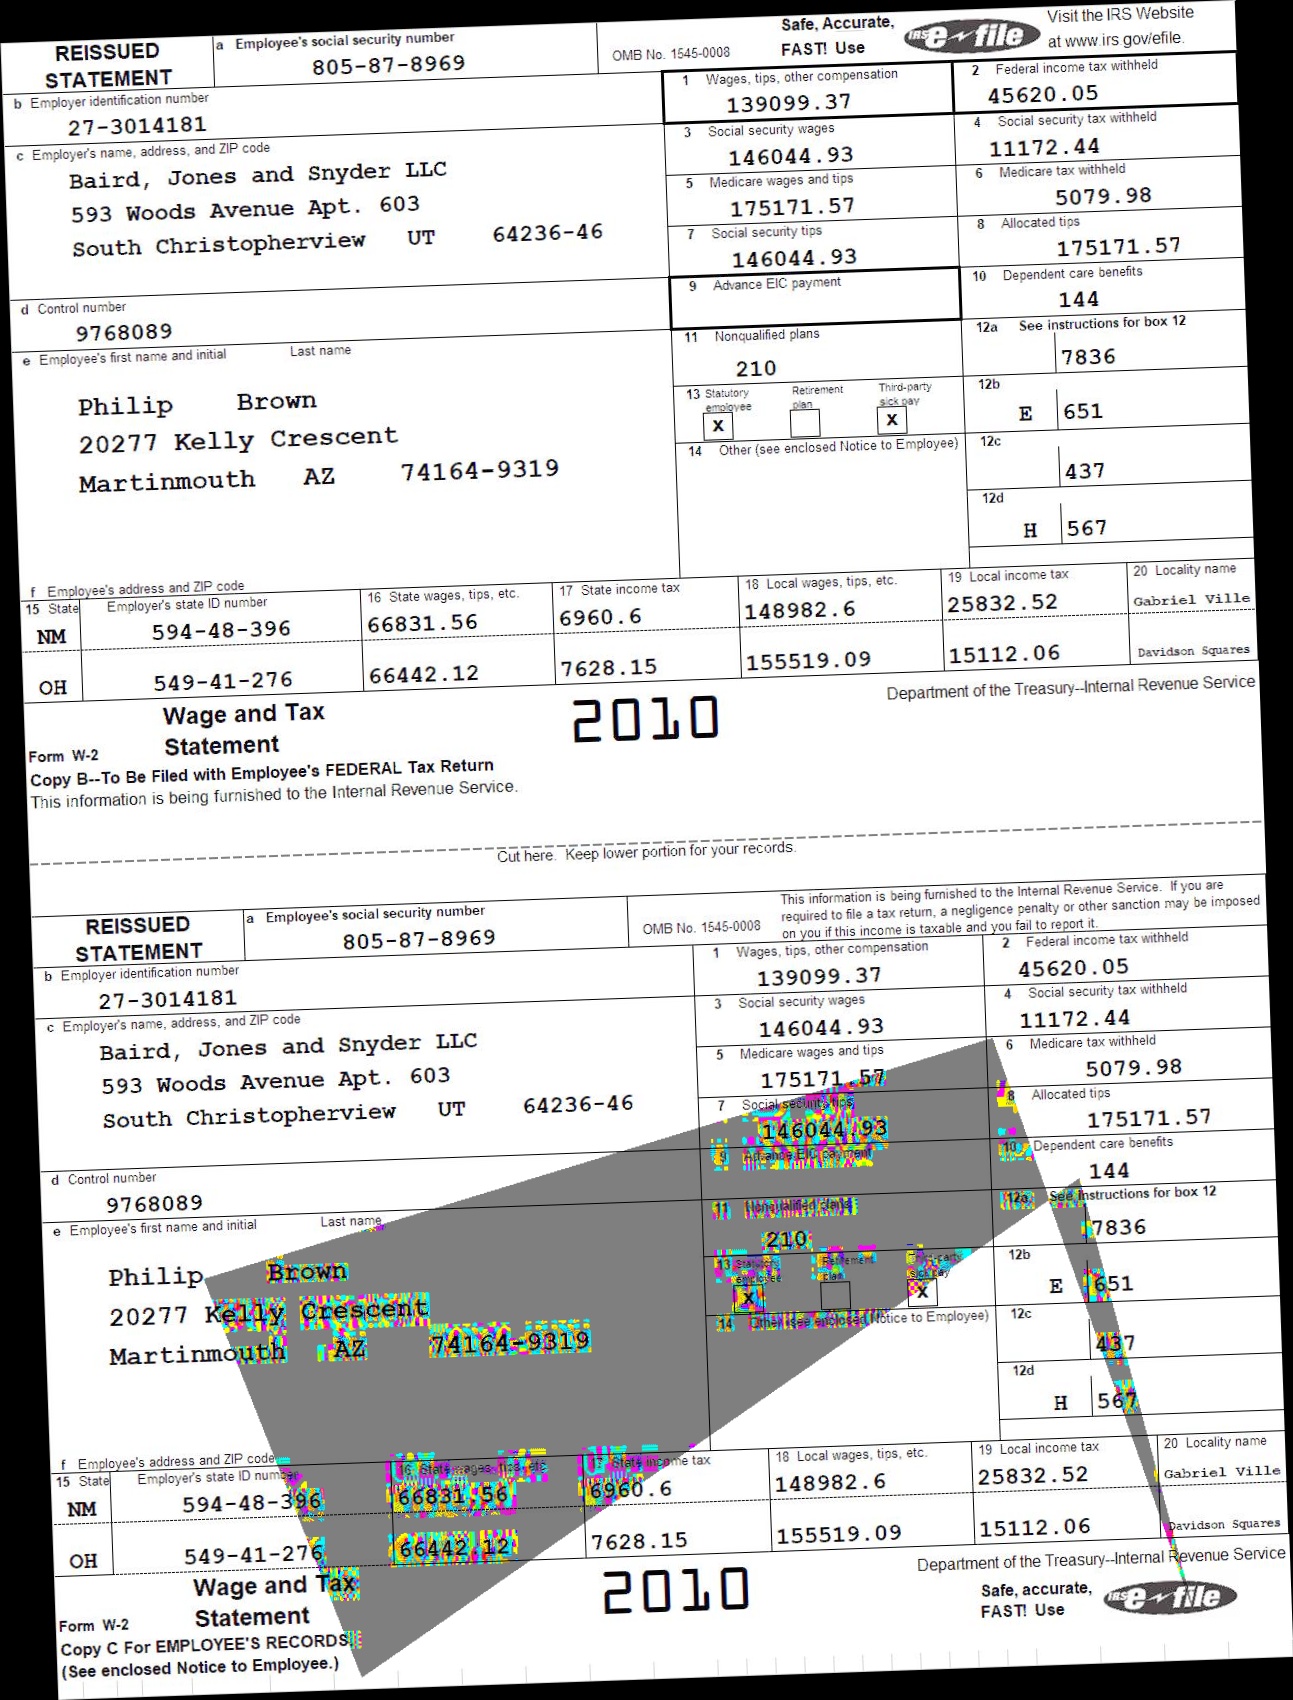 REISSUED STATEMENT
a Employee's social security number
805-87-8969
OMB No. 1545-0008
Safe, Accurate, FAST! Use
IRS e-file
Visit the IRS Website at www.irs.gov/efile.
b Employer identification number
27-3014181
1 Wages, tips, other compensation
139099.37
2 Federal income tax withheld
45620.05
c Employer's name, address, and ZIP code
Baird, Jones and Snyder LLC
593 Woods Avenue Apt. 603
South Christopherview UT 64236-46
3 Social security wages
146044.93
4 Social security tax withheld
11172.44
5 Medicare wages and tips
175171.57
6 Medicare tax withheld
5079.98
7 Social security tips
146044.93
8 Allocated tips
175171.57
d Control number
9768089
9 Advance EIC payment
10 Dependent care benefits
144
e Employee's first name and initial Last name
Philip Brown
20277 Kelly Crescent
Martinmouth AZ 74164-9319
11 Nonqualified plans
210
12a See instructions for box 12
7836
13 Statutory employee Retirement plan Third-party sick pay
X X
12b
E 651
14 Other (see enclosed Notice to Employee)
12c
437
12d
H 567
f Employee's address and ZIP code
15 State Employer's state ID number 16 State wages, tips, etc. 17 State income tax 18 Local wages, tips, etc. 19 Local income tax 20 Locality name
NM 594-48-396 66831.56 6960.6 148982.6 25832.52 Gabriel Ville
OH 549-41-276 66442.12 7628.15 155519.09 15112.06 Davidson Squares
Form W-2 Wage and Tax Statement
2010
Department of the Treasury--Internal Revenue Service
Copy B--To Be Filed with Employee's FEDERAL Tax Return
This information is being furnished to the Internal Revenue Service.
Cut here. Keep lower portion for your records.
REISSUED STATEMENT
a Employee's social security number
805-87-8969
OMB No. 1545-0008
This information is being furnished to the Internal Revenue Service. If you are
required to file a tax return, a negligence penalty or other sanction may be imposed
on you if this income is taxable and you fail to report it.
b Employer identification number
27-3014181
1 Wages, tips, other compensation
139099.37
2 Federal income tax withheld
45620.05
c Employer's name, address, and ZIP code
Baird, Jones and Snyder LLC
593 Woods Avenue Apt. 603
South Christopherview UT 64236-46
3 Social security wages
146044.93
4 Social security tax withheld
11172.44
5 Medicare wages and tips
175171.57
6 Medicare tax withheld
5079.98
7 Social security tips
146044.93
8 Allocated tips
175171.57
d Control number
9768089
9 Advance EIC payment
10 Dependent care benefits
144
e Employee's first name and initial Last name
Philip Brown
20277 Kelly Crescent
Martinmouth AZ 74164-9319
11 Nonqualified plans
210
12a See instructions for box 12
7836
13 Statutory employee Retirement plan Third-party sick pay
X X
12b
E 651
14 Other (see enclosed Notice to Employee)
12c
437
12d
H 567
f Employee's address and ZIP code
15 State Employer's state ID number 16 State wages, tips, etc. 17 State income tax 18 Local wages, tips, etc. 19 Local income tax 20 Locality name
NM 594-48-396 66831.56 6960.6 148982.6 25832.52 Gabriel Ville
OH 549-41-276 66442.12 7628.15 155519.09 15112.06 Davidson Squares
Form W-2 Wage and Tax Statement
2010
Department of the Treasury--Internal Revenue Service
Safe, accurate, FAST! Use
IRS e-file
Copy C For EMPLOYEE'S RECORDS
(See enclosed Notice to Employee.)